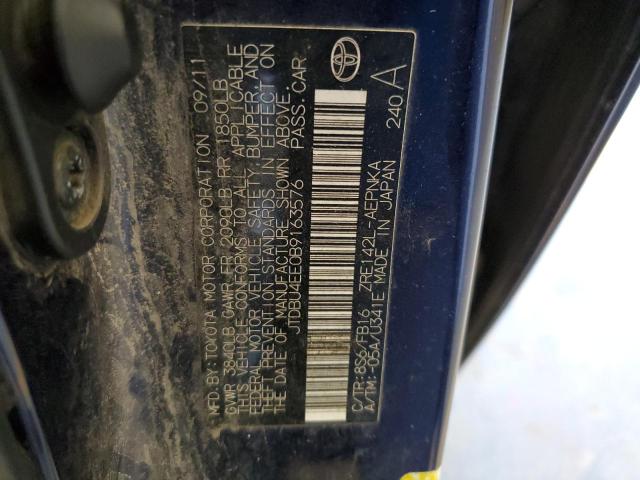 MFD.BY: TOYOTA MOTOR CORPORATION 09/11
GVWR 3840LB GAWR FR 2090LB RR 1850LB
THIS VEHICLE CONFORMS TO ALL APPLICABLE
FEDERAL MOTOR VEHICLE SAFETY, BUMPER, AND
THEFT PREVENTION STANDARDS IN EFFECT ON
THE DATE OF MANUFACTURE SHOWN ABOVE.
JTDBU4EE0B9163576 PASS. CAR
C/TR:8S6/FB16 ZRE142L-AEPNKA
A/TM:-05A/U341E MADE IN JAPAN
240 A